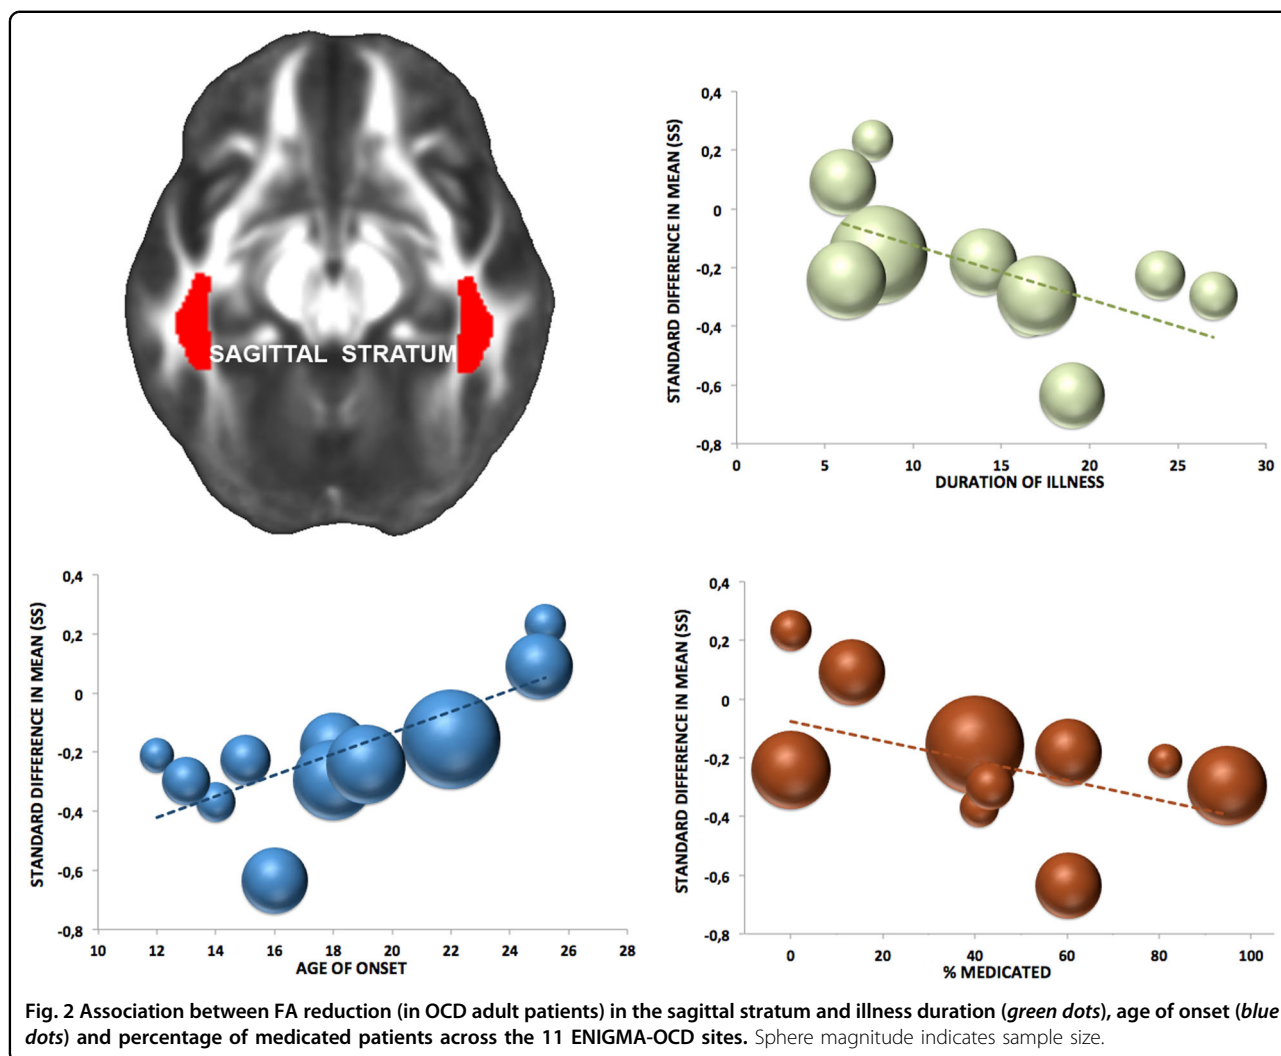 SAGITTAL STRATUM
STANDARD DIFFERENCE IN MEAN (SS)
0,4
0,2
0
-0,2
-0,4
-0,6
-0,8
0 5 10 15 20 25 30
DURATION OF ILLNESS
STANDARD DIFFERENCE IN MEAN (SS)
0,4
0,2
0
-0,2
-0,4
-0,6
-0,8
10 12 14 16 18 20 22 24 26 28
AGE OF ONSET
STANDARD DIFFERENCE IN MEAN (SS)
0,4
0,2
0
-0,2
-0,4
-0,6
-0,8
0 20 40 60 80 100
% MEDICATED
Fig. 2 Association between FA reduction (in OCD adult patients) in the sagittal stratum and illness duration (green dots), age of onset (blue
dots) and percentage of medicated patients across the 11 ENIGMA-OCD sites. Sphere magnitude indicates sample size.